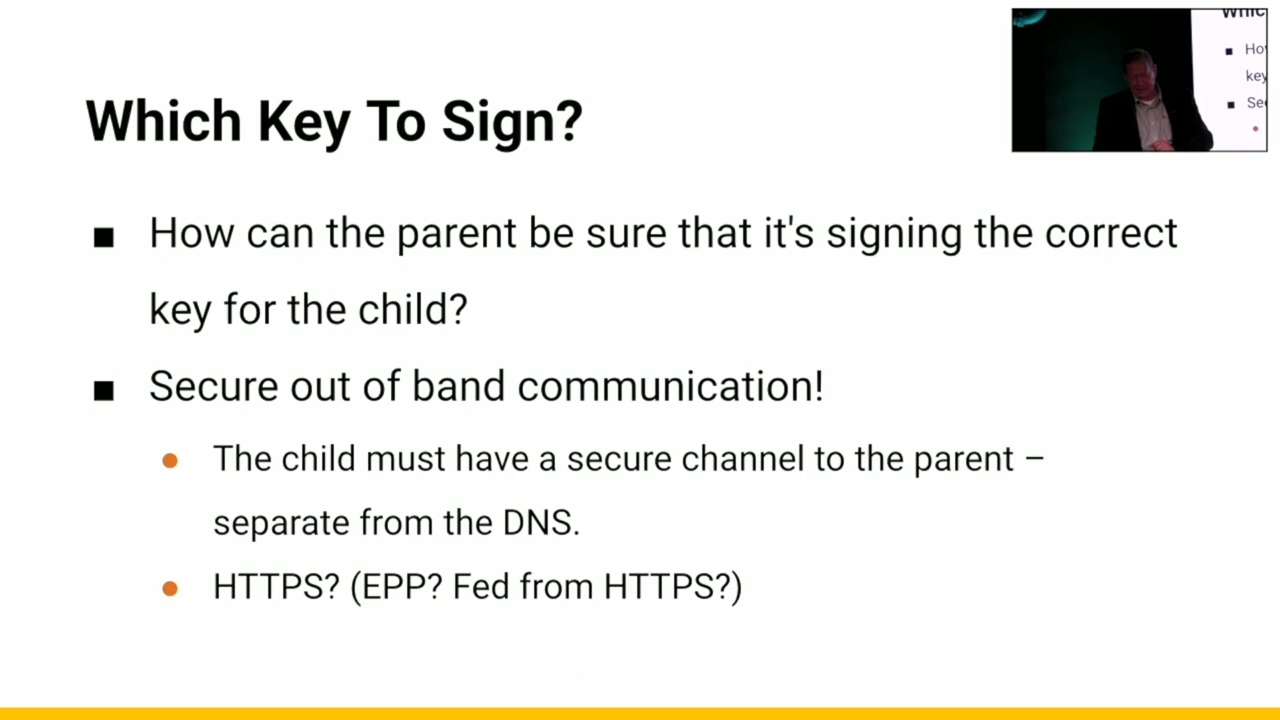 Which Key To Sign?
■ How can the parent be sure that it's signing the correct
key for the child?
■ Secure out of band communication!
● The child must have a secure channel to the parent –
separate from the DNS.
● HTTPS? (EPP? Fed from HTTPS?)